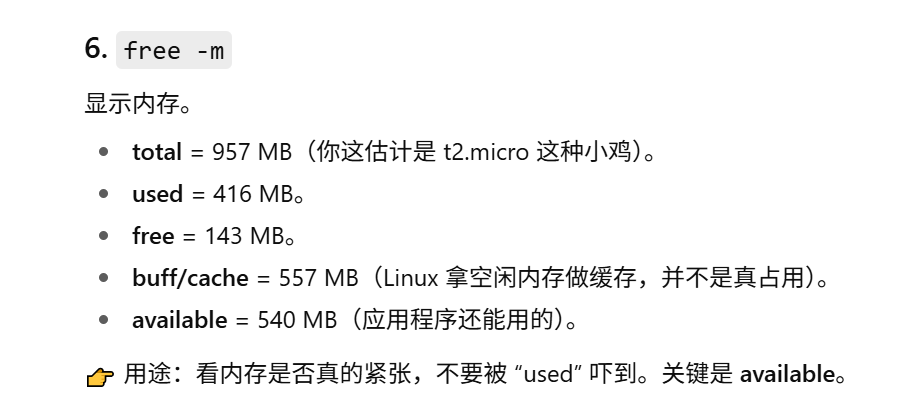 6. free -m
显示内存。
• total = 957 MB（你这估计是 t2.micro 这种小鸡）。
• used = 416 MB。
• free = 143 MB。
• buff/cache = 557 MB（Linux 拿空闲内存做缓存，并不是真占用）。
• available = 540 MB（应用程序还能用的）。
👉 用途：看内存是否真的紧张，不要被 “used” 吓到。关键是 available。